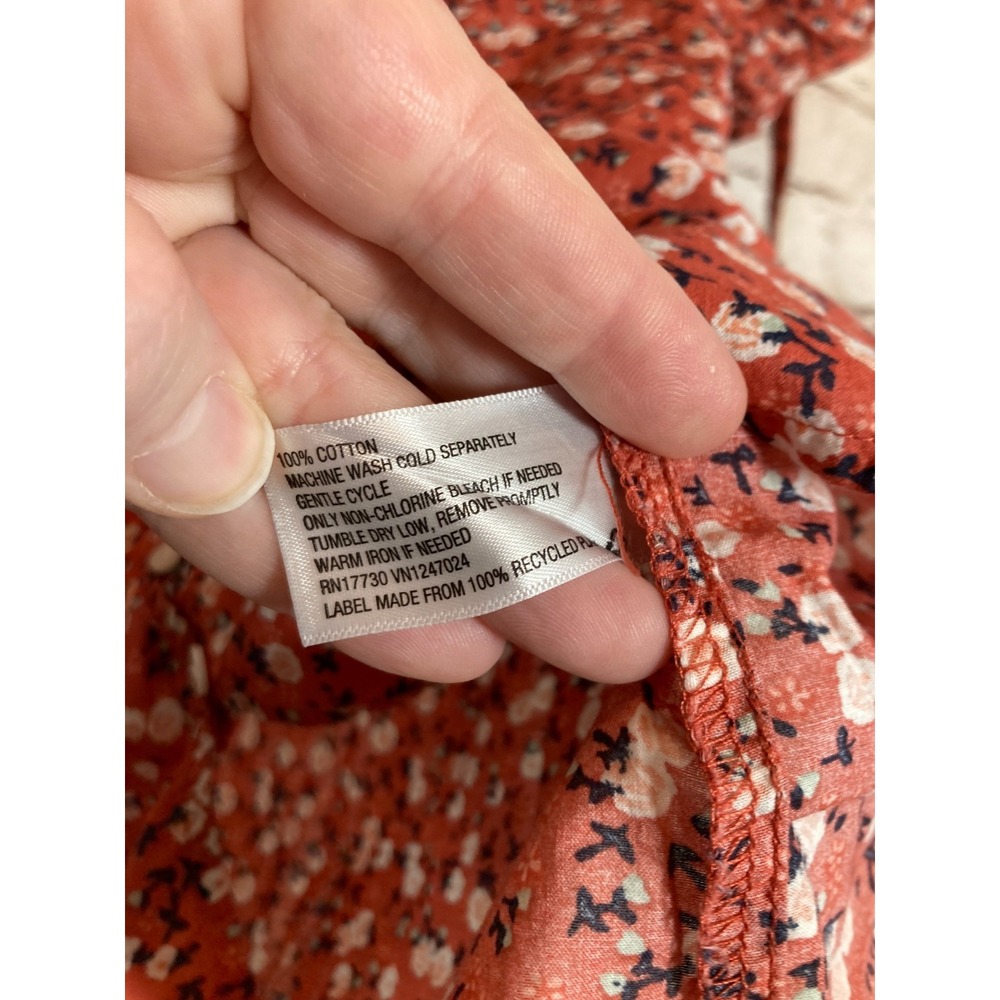 100% COTTON
MACHINE WASH COLD SEPARATELY
GENTLE CYCLE
ONLY NON-CHLORINE BLEACH IF NEEDED
TUMBLE DRY LOW, REMOVE PROMPTLY
WARM IRON IF NEEDED
RN17730 VN1247024
LABEL MADE FROM 100% RECYCLED